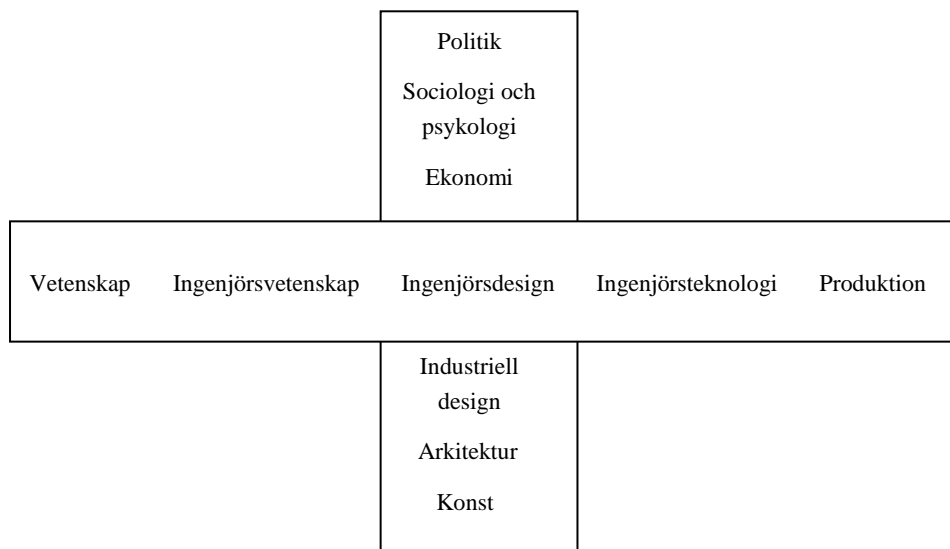 Politik
Sociologi och
psykologi
Ekonomi
Vetenskap Ingenjörsvetenskap Ingenjörsdesign Ingenjörsteknologi Produktion
Industriell
design
Arkitektur
Konst